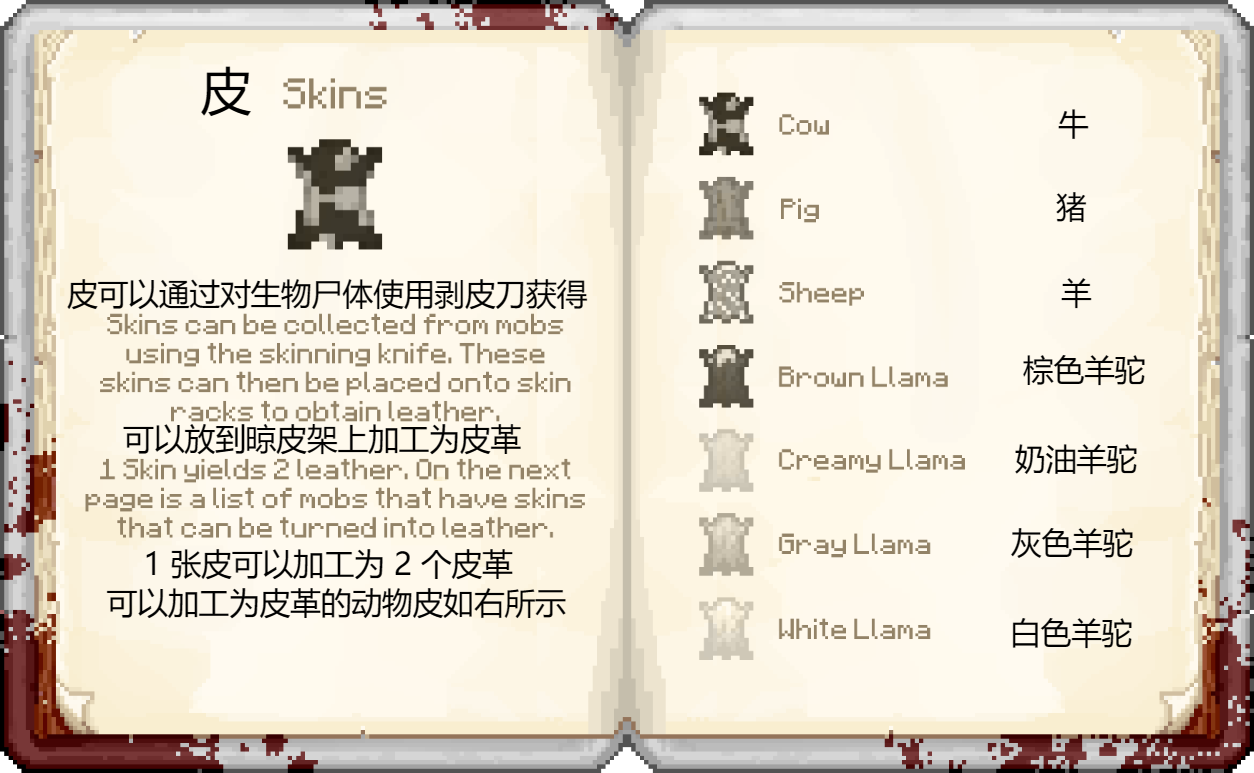 皮 Skins
皮可以通过对生物尸体使用剥皮刀获得
Skins can be collected from mobs
using the skinning knife. These
skins can then be placed onto skin
racks to obtain leather.
可以放到晾皮架上加工为皮革
1 Skin yields 2 leather. On the next
page is a list of mobs that have skins
that can be turned into leather.
1 张皮可以加工为 2 个皮革
可以加工为皮革的动物皮如右所示
Cow 牛
Pig 猪
Sheep 羊
Brown Llama 棕色羊驼
Creamy Llama 奶油羊驼
Gray Llama 灰色羊驼
White Llama 白色羊驼